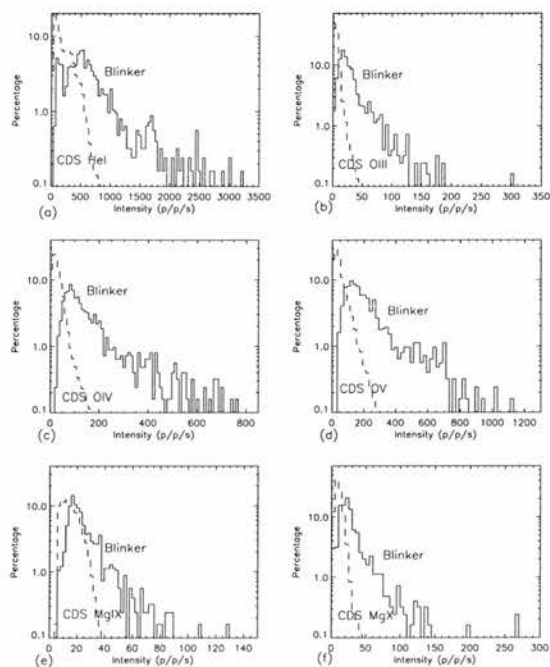 Percentage
10.0
1.0
0.1
Blinker
CDS HeI
0 500 1000 1500 2000 2500 3000 3500
(a) Intensity (p/p/s)
Percentage
10.0
1.0
0.1
Blinker
CDS OIII
0 50 100 150 200 250 300 350
(b) Intensity (p/p/s)
Percentage
10.0
1.0
0.1
Blinker
CDS OIV
0 200 400 600 800
(c) Intensity (p/p/s)
Percentage
10.0
1.0
0.1
Blinker
CDS OV
0 200 400 600 800 1000 1200
(d) Intensity (p/p/s)
Percentage
10.0
1.0
0.1
Blinker
CDS MgIX
0 20 40 60 80 100 120 140
(e) Intensity (p/p/s)
Percentage
10.0
1.0
0.1
Blinker
CDS MgX
0 50 100 150 200 250 300
(f) Intensity (p/p/s)